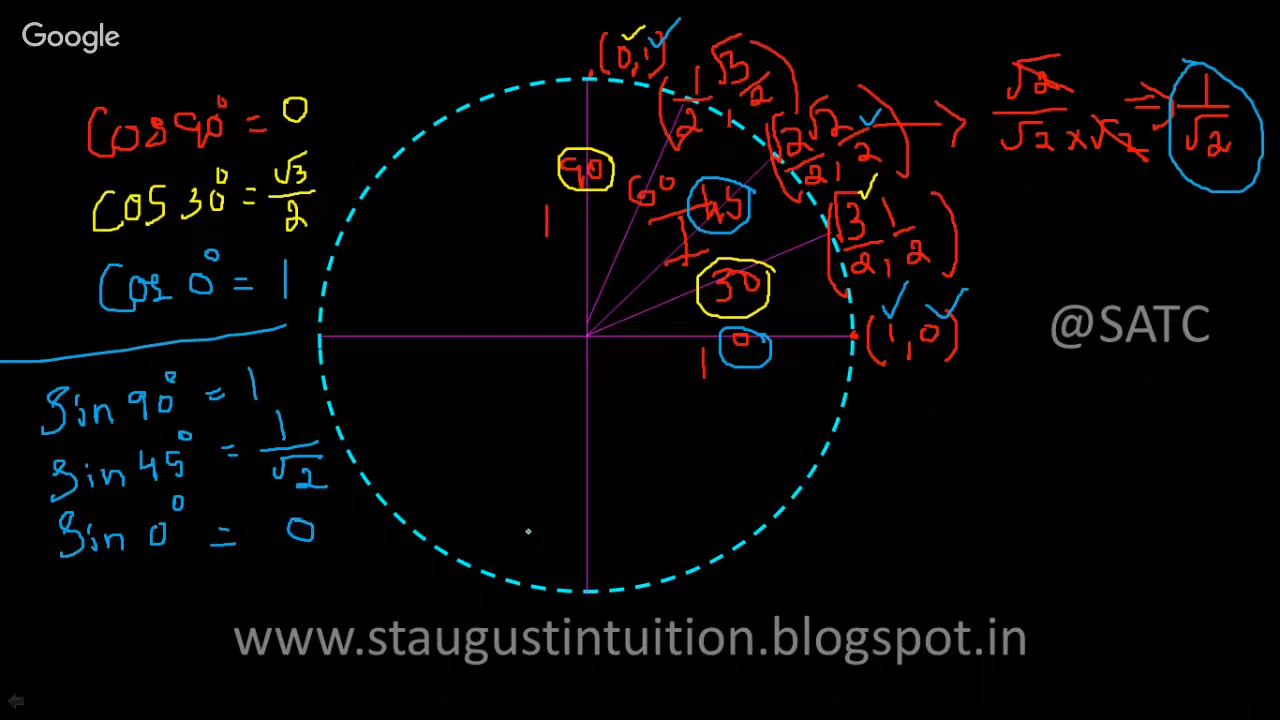 Google
(0,1)
(1/2, √3/2)
(√2/2, √2/2) → √2/(√2 × √2) = 1/√2
Cos 90° = 0
Cos 30° = √3/2
Cos 0° = 1
90
60
45
1
1
(√3/2, 1/2)
30
0
1
(1,0)
@SATC
Sin 90° = 1
Sin 45° = 1/√2
Sin 0° = 0
www.staugustintuition.blogspot.in